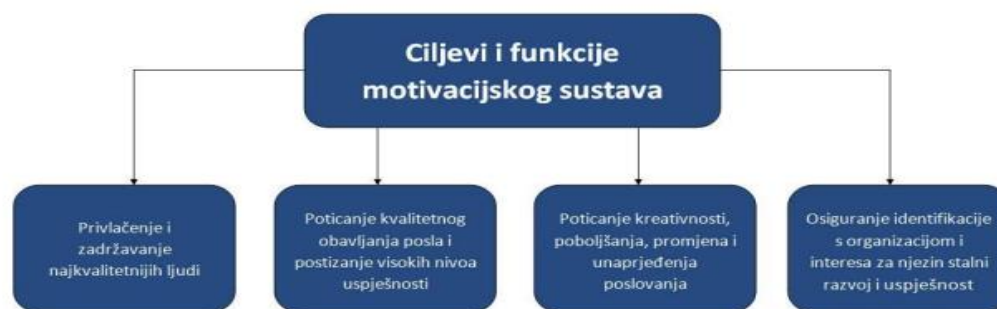 Ciljevi i funkcije
motivacijskog sustava
Privlačenje i
zadržavanje
najkvalitetnijih ljudi
Poticanje kvalitetnog
obavljanja posla i
postizanje visokih nivoa
uspješnosti
Poticanje kreativnosti,
poboljšanja, promjena i
unaprjeđenja
poslovanja
Osiguranje identifikacije
s organizacijom i
interesa za njezin stalni
razvoj i uspješnost